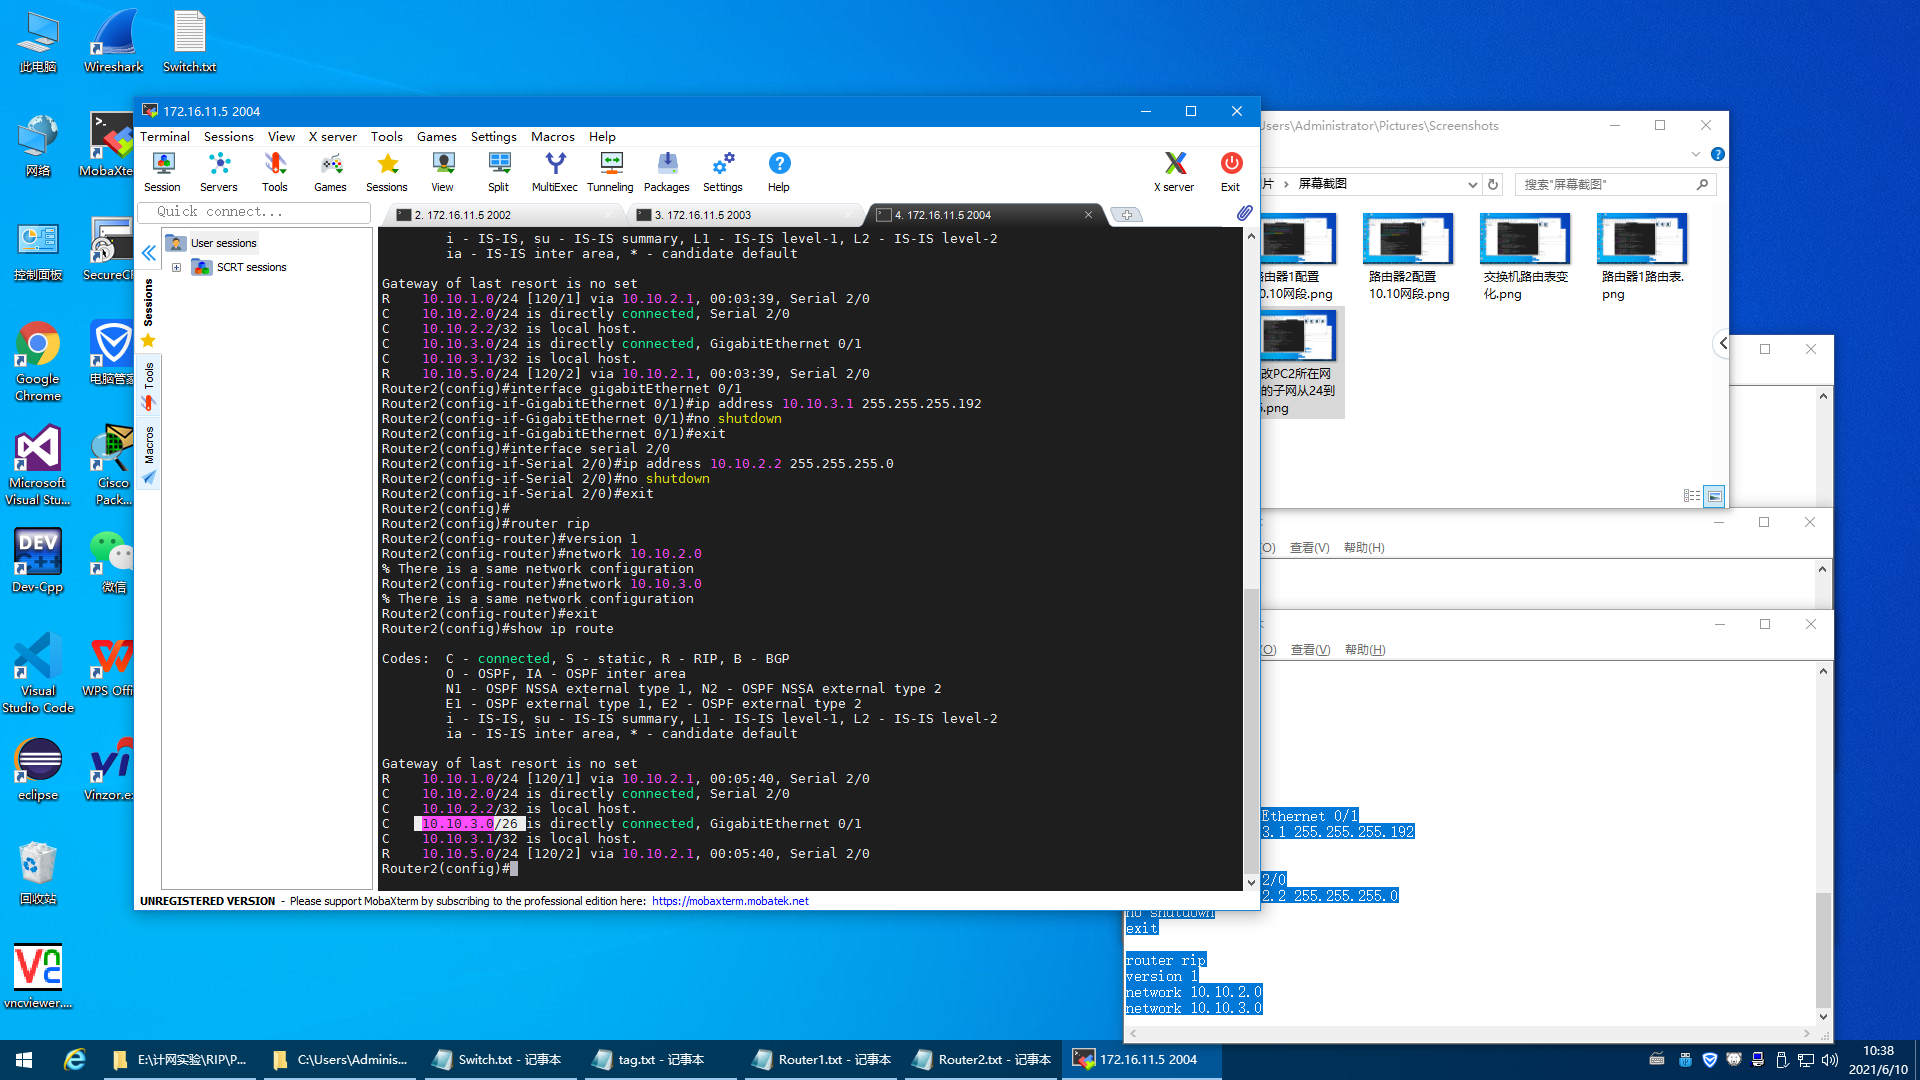 此电脑
Wireshark
Switch.txt
网络
MobaXte
控制面板
SecureCR
Google
Chrome
电脑管家
Microsoft
Visual Stu...
Cisco
Pack...
Dev-Cpp
微信
Visual
Studio Code
WPS Offi
eclipse
Vinzor.ex
回收站
vncviewer....
172.16.11.5 2004
Terminal Sessions View X server Tools Games Settings Macros Help
Session Servers Tools Games Sessions View Split MultiExec Tunneling Packages Settings Help X server Exit
Quick connect...
2. 172.16.11.5 2002
3. 172.16.11.5 2003
4. 172.16.11.5 2004
User sessions
SCRT sessions
Sessions
Tools
Macros
i - IS-IS, su - IS-IS summary, L1 - IS-IS level-1, L2 - IS-IS level-2
ia - IS-IS inter area, * - candidate default
Gateway of last resort is no set
R 10.10.1.0/24 [120/1] via 10.10.2.1, 00:03:39, Serial 2/0
C 10.10.2.0/24 is directly connected, Serial 2/0
C 10.10.2.2/32 is local host.
C 10.10.3.0/24 is directly connected, GigabitEthernet 0/1
C 10.10.3.1/32 is local host.
R 10.10.5.0/24 [120/2] via 10.10.2.1, 00:03:39, Serial 2/0
Router2(config)#interface gigabitEthernet 0/1
Router2(config-if-GigabitEthernet 0/1)#ip address 10.10.3.1 255.255.255.192
Router2(config-if-GigabitEthernet 0/1)#no shutdown
Router2(config-if-GigabitEthernet 0/1)#exit
Router2(config)#interface serial 2/0
Router2(config-if-Serial 2/0)#ip address 10.10.2.2 255.255.255.0
Router2(config-if-Serial 2/0)#no shutdown
Router2(config-if-Serial 2/0)#exit
Router2(config)#
Router2(config)#router rip
Router2(config-router)#version 1
Router2(config-router)#network 10.10.2.0
% There is a same network configuration
Router2(config-router)#network 10.10.3.0
% There is a same network configuration
Router2(config-router)#exit
Router2(config)#show ip route
Codes: C - connected, S - static, R - RIP, B - BGP
O - OSPF, IA - OSPF inter area
N1 - OSPF NSSA external type 1, N2 - OSPF NSSA external type 2
E1 - OSPF external type 1, E2 - OSPF external type 2
i - IS-IS, su - IS-IS summary, L1 - IS-IS level-1, L2 - IS-IS level-2
ia - IS-IS inter area, * - candidate default
Gateway of last resort is no set
R 10.10.1.0/24 [120/1] via 10.10.2.1, 00:05:40, Serial 2/0
C 10.10.2.0/24 is directly connected, Serial 2/0
C 10.10.2.2/32 is local host.
C 10.10.3.0/26 is directly connected, GigabitEthernet 0/1
C 10.10.3.1/32 is local host.
R 10.10.5.0/24 [120/2] via 10.10.2.1, 00:05:40, Serial 2/0
Router2(config)#
UNREGISTERED VERSION - Please support MobaXterm by subscribing to the professional edition here: https://mobaxterm.mobatek.net
sers\Administrator\Pictures\Screenshots
片 › 屏幕截图
搜索"屏幕截图"
由器1配置
0.10网段.png
路由器2配置
10.10网段.png
交换机路由表变
化.png
路由器1路由表.
png
改PC2所在网
的子网从24到
.png
(O) 查看(V) 帮助(H)
(O) 查看(V) 帮助(H)
Ethernet 0/1
3.1 255.255.255.192
2/0
2.2 255.255.255.0
no shutdown
exit
router rip
version 1
network 10.10.2.0
network 10.10.3.0
E:\计网实验\RIP\P...
C:\Users\Adminis...
Switch.txt - 记事本
tag.txt - 记事本
Router1.txt - 记事本
Router2.txt - 记事本
172.16.11.5 2004
10:38
2021/6/10